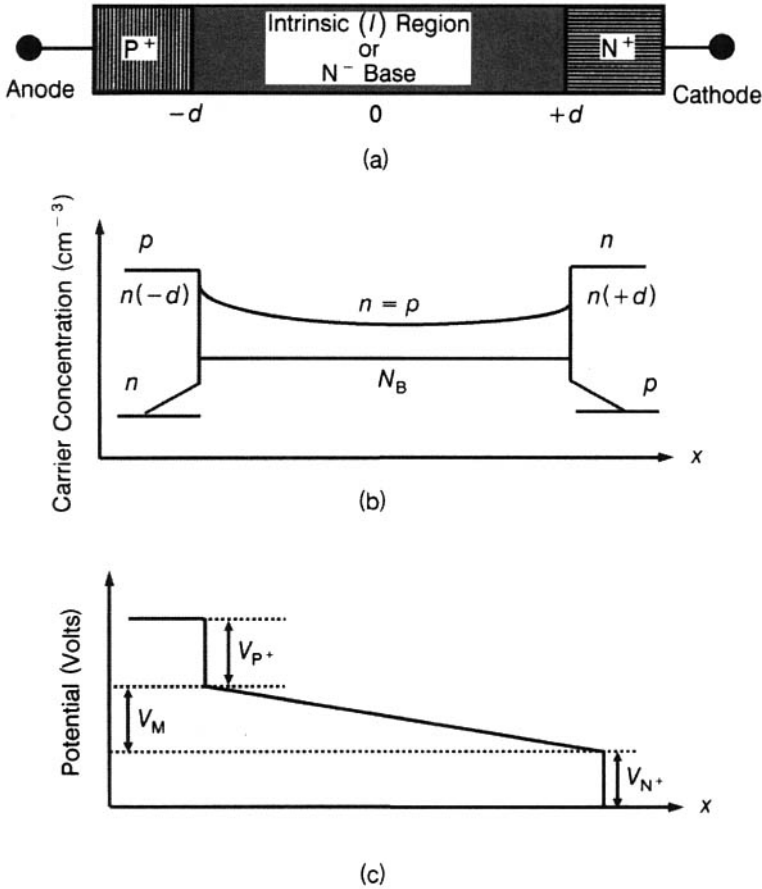 P+
Intrinsic (I) Region
or
N− Base
N+
Anode
Cathode
−d
0
+d
(a)
Carrier Concentration (cm−3)
p
n
n(−d)
n = p
n(+d)
n
NB
p
x
(b)
Potential (Volts)
VP+
VM
VN+
x
(c)